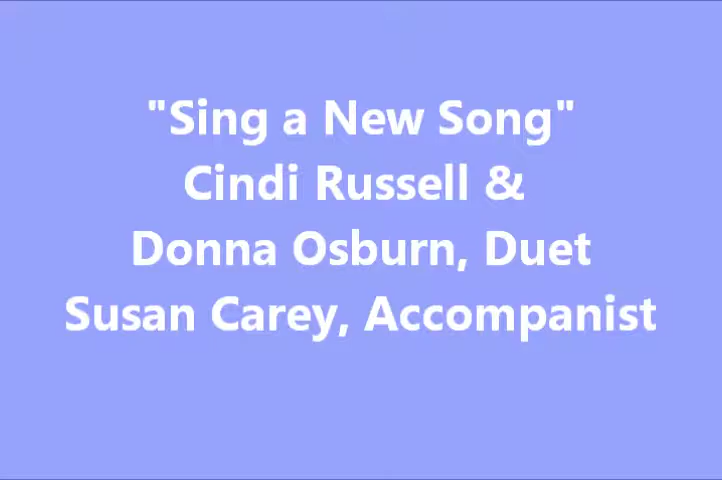 "Sing a New Song"
Cindi Russell &
Donna Osburn, Duet
Susan Carey, Accompanist